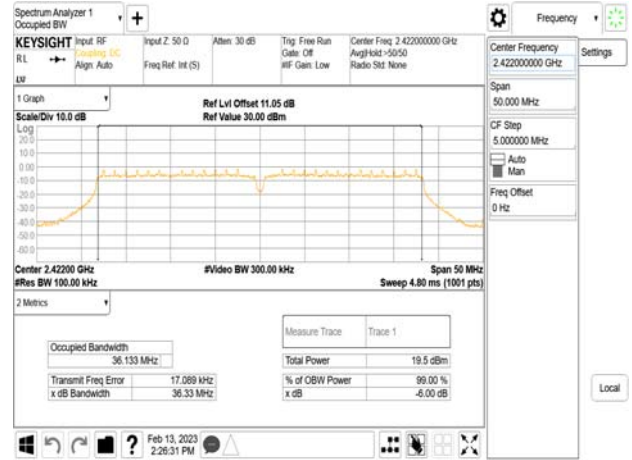 Spectrum Analyzer 1
Occupied BW
Frequency
KEYSIGHT
Input: RF
Input Z: 50 Ω
Atten: 30 dB
Trig: Free Run
Center Freq: 2.422000000 GHz
RL
Coupling: DC
Gate: Off
Avg|Hold:>50/50
Align: Auto
Freq Ref: Int (S)
#IF Gain: Low
Radio Std: None
Center Frequency
2.422000000 GHz
Settings
Span
50.000 MHz
CF Step
5.000000 MHz
Auto
Man
Freq Offset
0 Hz
Local
1 Graph
Ref Lvl Offset 11.05 dB
Scale/Div 10.0 dB
Ref Value 30.00 dBm
Log
20.0
10.0
0.00
-10.0
-20.0
-30.0
-40.0
-50.0
-60.0
Center 2.42200 GHz
#Video BW 300.00 kHz
Span 50 MHz
#Res BW 100.00 kHz
Sweep 4.80 ms (1001 pts)
2 Metrics
Measure Trace
Trace 1
Occupied Bandwidth
36.133 MHz
Total Power
19.5 dBm
Transmit Freq Error
17.089 kHz
% of OBW Power
99.00 %
x dB Bandwidth
36.33 MHz
x dB
-6.00 dB
Feb 13, 2023
2:26:31 PM